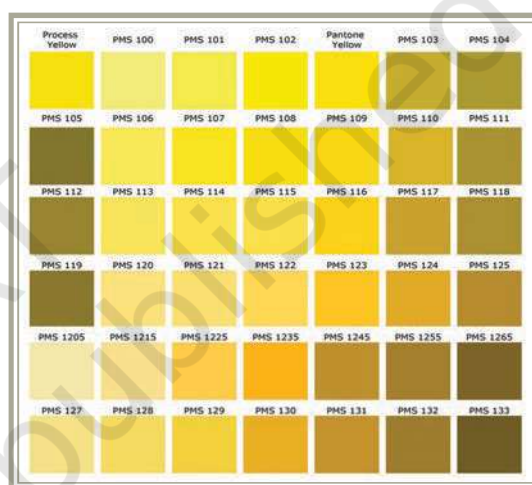 Process Yellow PMS 100 PMS 101 PMS 102 Pantone Yellow PMS 103 PMS 104
PMS 105 PMS 106 PMS 107 PMS 108 PMS 109 PMS 110 PMS 111
PMS 112 PMS 113 PMS 114 PMS 115 PMS 116 PMS 117 PMS 118
PMS 119 PMS 120 PMS 121 PMS 122 PMS 123 PMS 124 PMS 125
PMS 1205 PMS 1215 PMS 1225 PMS 1235 PMS 1245 PMS 1255 PMS 1265
PMS 127 PMS 128 PMS 129 PMS 130 PMS 131 PMS 132 PMS 133
published